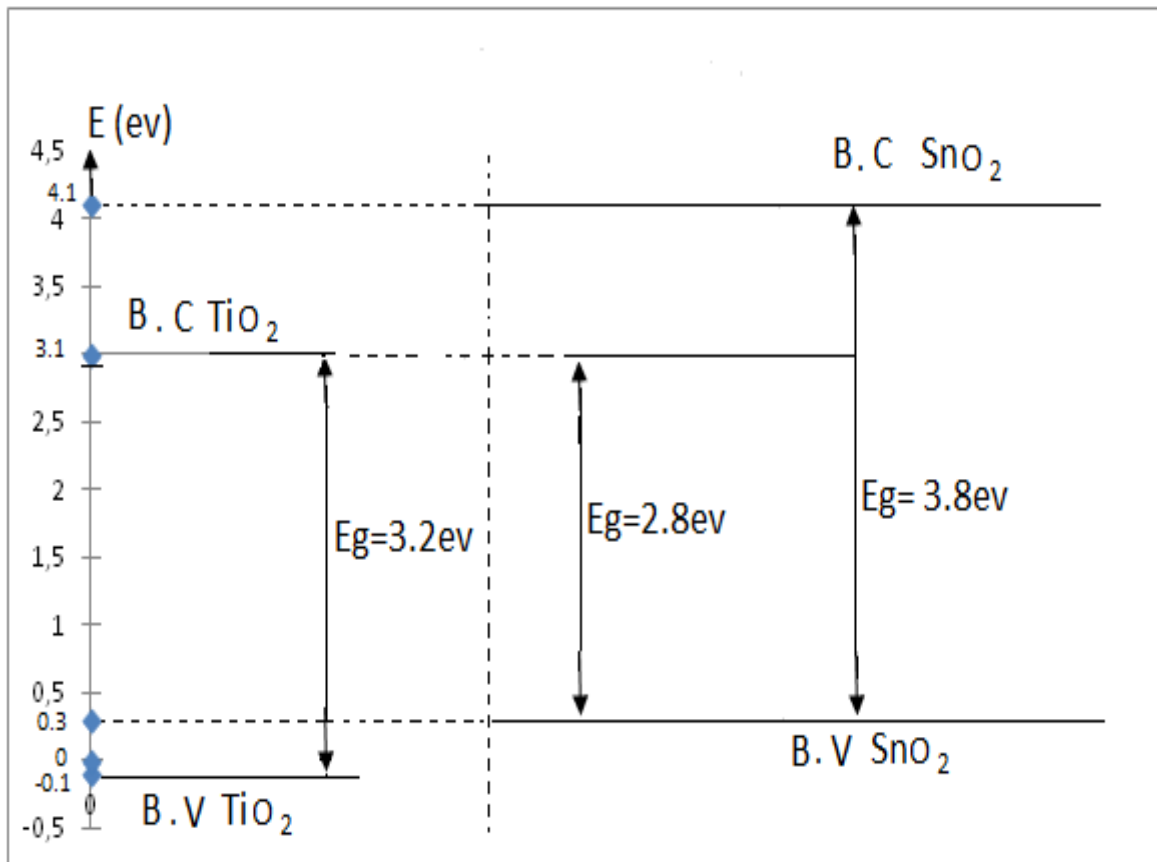 E (ev)
4,5
4.1
4
3,5
3.1
2,5
2
1,5
1
0,5
0.3
0
-0.1
0
-0,5
B.C SnO₂
B.C TiO₂
Eg=3.2ev
Eg=2.8ev
Eg= 3.8ev
B.V SnO₂
B.V TiO₂